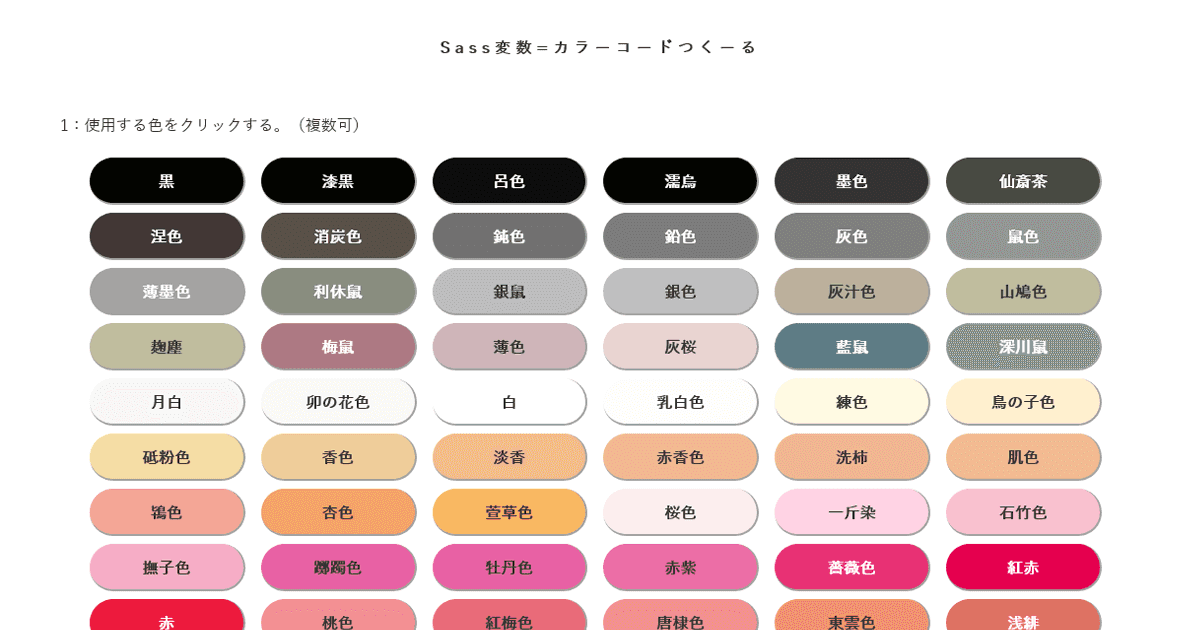 Sass変数=カラーコードつくーる
1：使用する色をクリックする。（複数可）
黒 漆黒 呂色 濡烏 墨色 仙斎茶
涅色 消炭色 鈍色 鉛色 灰色 鼠色
薄墨色 利休鼠 銀鼠 銀色 灰汁色 山鳩色
麹塵 梅鼠 薄色 灰桜 藍鼠 深川鼠
月白 卯の花色 白 乳白色 練色 鳥の子色
砥粉色 香色 淡香 赤香色 洗柿 肌色
鴇色 杏色 萱草色 桜色 一斤染 石竹色
撫子色 躑躅色 牡丹色 赤紫 薔薇色 紅赤
赤 桃色 紅梅色 唐棣色 東雲色 浅緋